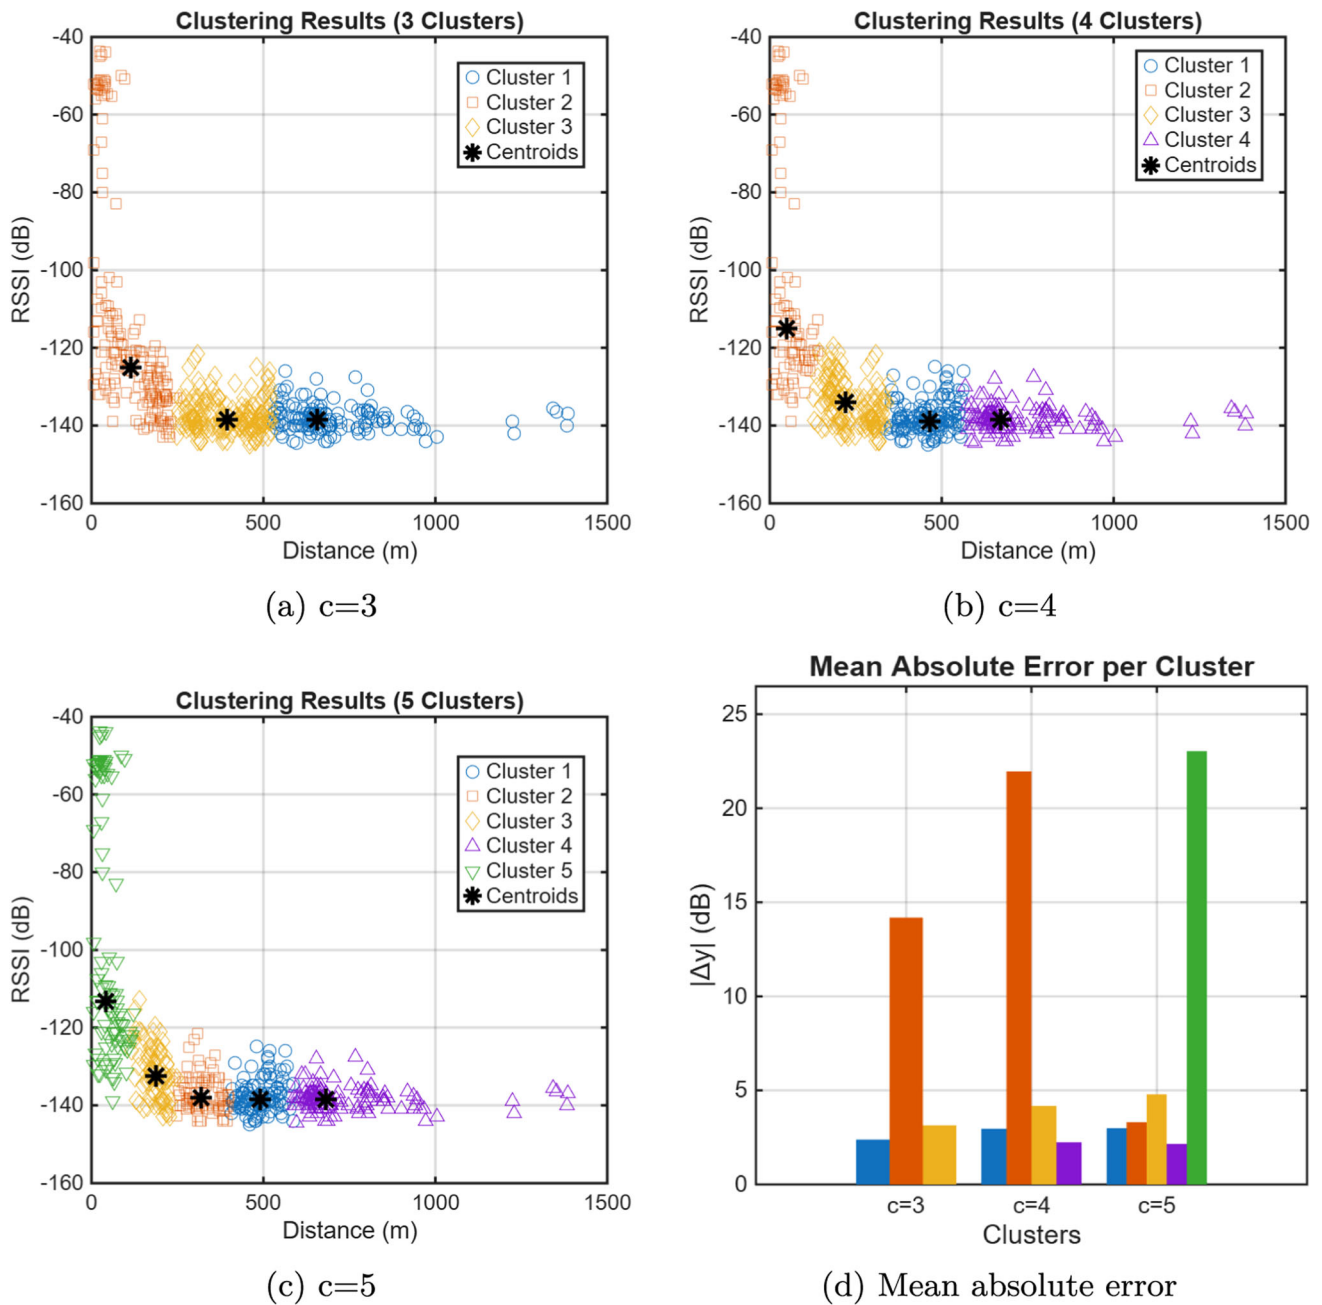 Clustering Results (3 Clusters)
-40
-60
-80
-100
-120
-140
-160
RSSI (dB)
Cluster 1
Cluster 2
Cluster 3
Centroids
0 500 1000 1500
Distance (m)
(a) c=3
Clustering Results (4 Clusters)
-40
-60
-80
-100
-120
-140
-160
RSSI (dB)
Cluster 1
Cluster 2
Cluster 3
Cluster 4
Centroids
0 500 1000 1500
Distance (m)
(b) c=4
Clustering Results (5 Clusters)
-40
-60
-80
-100
-120
-140
-160
RSSI (dB)
Cluster 1
Cluster 2
Cluster 3
Cluster 4
Cluster 5
Centroids
0 500 1000 1500
Distance (m)
(c) c=5
Mean Absolute Error per Cluster
25
20
15
10
5
0
|Δy| (dB)
c=3 c=4 c=5
Clusters
(d) Mean absolute error